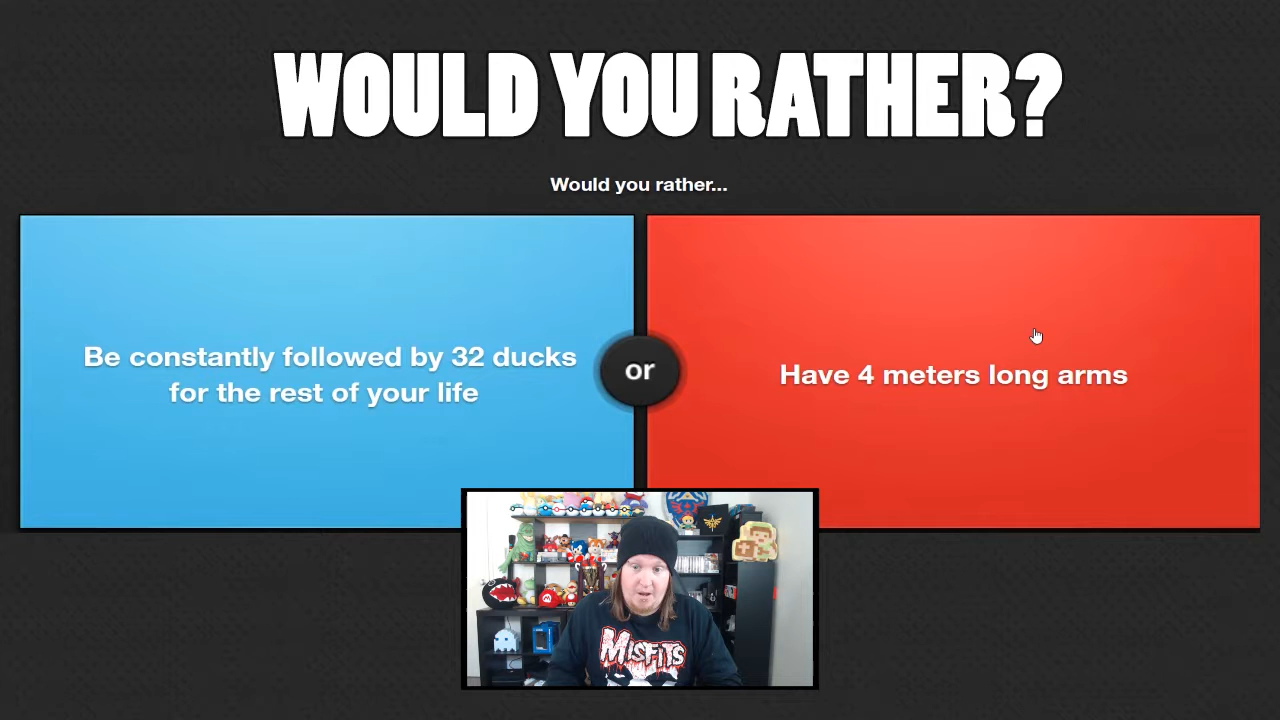 WOULD YOU RATHER?
Would you rather...
Be constantly followed by 32 ducks
for the rest of your life
or
Have 4 meters long arms
MISFITS